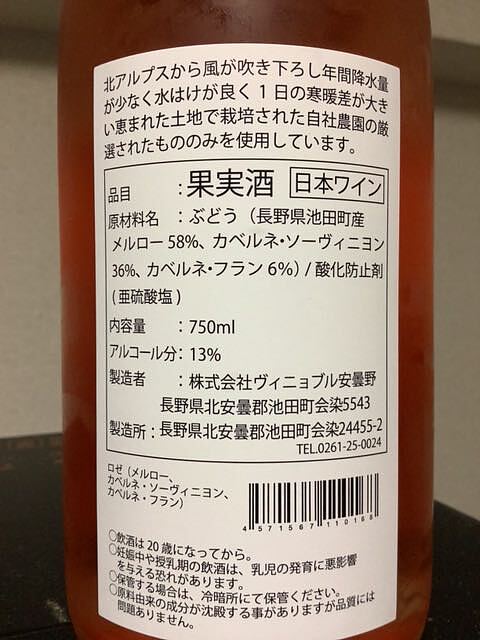 北アルプスから風が吹き下ろし年間降水量
が少なく水はけが良く1日の寒暖差が大き
い恵まれた土地で栽培された自社農園の厳
選されたもののみを使用しています。
品目 : 果実酒 日本ワイン
原材料名 : ぶどう（長野県池田町産
メルロー 58%、カベルネ・ソーヴィニヨン
36%、カベルネ・フラン 6%）/ 酸化防止剤
(亜硫酸塩)
内容量 : 750ml
アルコール分 : 13%
製造者 : 株式会社ヴィニョブル安曇野
長野県北安曇郡池田町会染5543
製造所 : 長野県北安曇郡池田町会染24455-2
TEL.0261-25-0024
ロゼ（メルロー、
カベルネ・ソーヴィニヨン、
カベルネ・フラン）
4571567110168
○飲酒は20歳になってから。
○妊娠中や授乳期の飲酒は、乳児の発育に悪影響
を与える恐れがあります。
○保管する場合は、冷暗所にて保管ください。
○原料由来の成分が沈殿する事がありますが品質には
問題ありません。